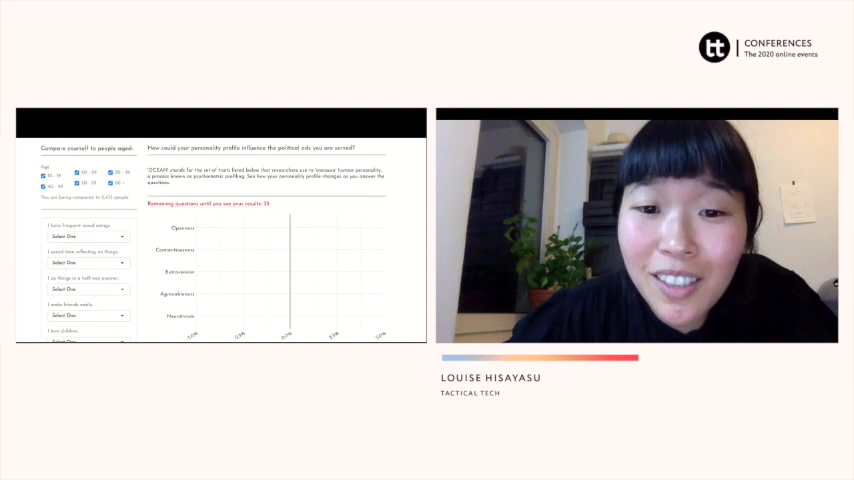 tt
CONFERENCES
The 2020 online events
Compare yourself to people aged:
Age
10 - 19
20 - 29
30 - 39
40 - 49
50 - 59
60 +
You are being compared to people
I have frequent mood swings.
Select One
I spend time reflecting on things.
Select One
I do things in a half-way manner.
Select One
I make friends easily.
Select One
I love children.
How could your personality profile influence the political ads you are served?
'OCEAN' stands for the set of traits listed below that researchers use to 'measure' human personality,
a process known as psychometric profiling. See how your personality profile changes as you answer the
questions.
Remaining questions until you see your results: 25
Openness
Conscientiousness
Extroversion
Agreeableness
Neuroticism
LOUISE HISAYASU
TACTICAL TECH